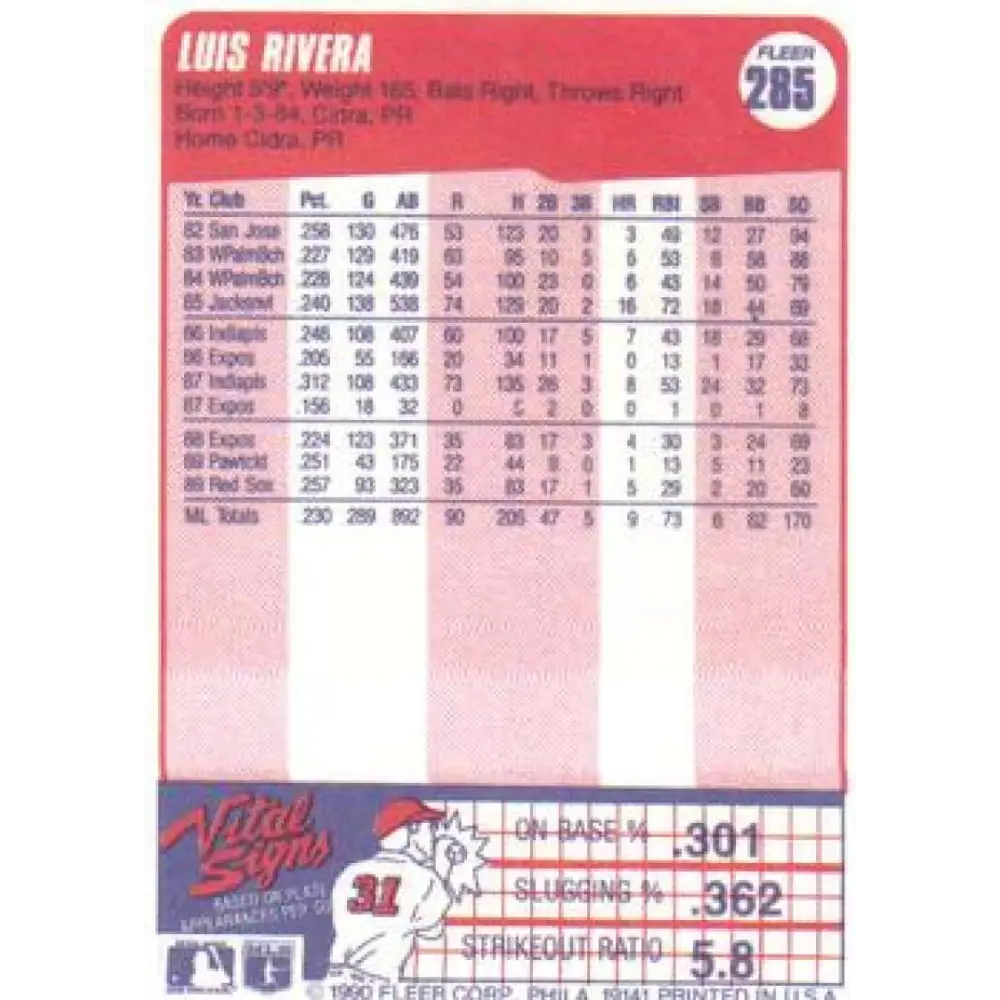 LUIS RIVERA
FLEER
285
Height 5'9", Weight 165, Bats Right, Throws Right
Born 1-3-64, Cidra, PR
Home Cidra, PR
Yr. Club Pct. G AB R H 2B 3B HR RBI SB BB SO
82 San Jose .258 130 476 53 123 20 3 3 49 12 27 94
83 WPalmBch .227 129 419 63 95 10 5 5 53
84 WPalmBch .228 124 439 54 100 23 0 6 43 14 50 79
85 Jacksnvl .240 138 538 74 129 20 2 16 72 18 44 69
86 Indiapls .246 108 407 60 100 17 5 7 43 18 29 68
86 Expos .205 55 166 20 34 11 1 0 13 1 17 33
87 Indiapls .312 108 433 73 135 26 3 8 53 24 32 73
87 Expos .156 18 32 0 5 2 0 0 1 0 1 8
88 Expos .224 123 371 35 83 17 3 4 30 3 24 69
89 Pawtckt .251 43 175 22 44 9 0 1 13 5 11 23
89 Red Sox .257 93 323 35 83 17 1 5 29 2 20 60
ML Totals .230 289 892 90 205 47 5 9 73 6 62 170
Vital
Signs
BASED ON PLATE
APPEARANCES PER SO
31
ON BASE % .301
SLUGGING % .362
STRIKEOUT RATIO 5.8
© 1990 FLEER CORP., PHILA. 19141 PRINTED IN U.S.A.